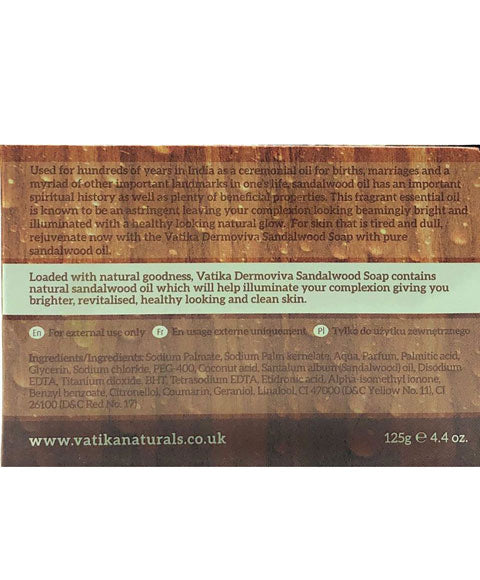 Used for hundreds of years in India as a ceremonial oil for births, marriages and a
myriad of other important landmarks in one's life, sandalwood oil has an important
spiritual history as well as plenty of beneficial properties. This fragrant essential oil
is known to be an astringent leaving your complexion looking beamingly bright and
illuminated with a healthy looking natural glow. For skin that is tired and dull,
rejuvenate now with the Vatika Dermoviva Sandalwood Soap with pure
sandalwood oil.
Loaded with natural goodness, Vatika Dermoviva Sandalwood Soap contains
natural sandalwood oil which will help illuminate your complexion giving you
brighter, revitalised, healthy looking and clean skin.
En For external use only Fr En usage externe uniquement Pl Tylko do użytku zewnętrznego
Ingredients/Ingredients: Sodium Palmate, Sodium Palm kernelate, Aqua, Parfum, Palmitic acid,
Glycerin, Sodium chloride, PEG-400, Coconut acid, Santalum album (Sandalwood) oil, Disodium
EDTA, Titanium dioxide, BHT, Tetrasodium EDTA, Etidronic acid, Alpha-isomethyl ionone,
Benzyl benzoate, Citronellol, Coumarin, Geraniol, Linalool, CI 47000 (D&C Yellow No. 11), CI
26100 (D&C Red No. 17)
www.vatikanaturals.co.uk 125g ℮ 4.4 oz.